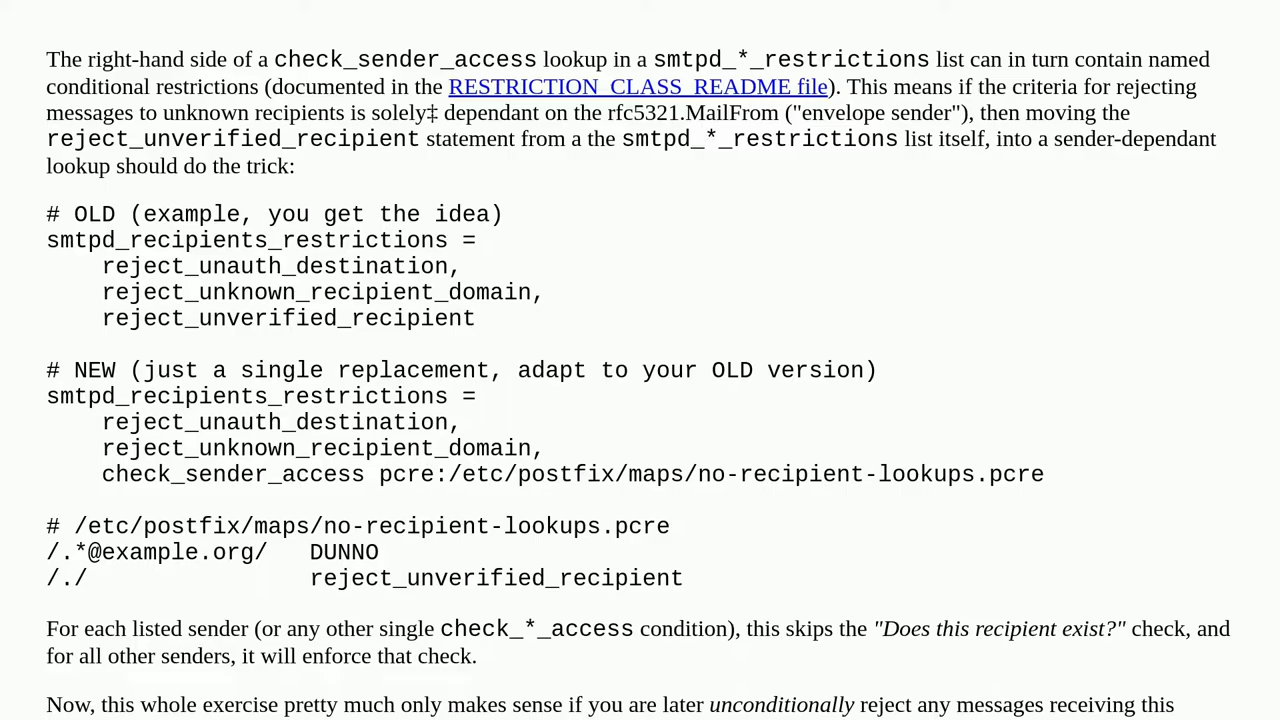 The right-hand side of a check_sender_access lookup in a smtpd_*_restrictions list can in turn contain named
conditional restrictions (documented in the RESTRICTION_CLASS_README file). This means if the criteria for rejecting
messages to unknown recipients is solely‡ dependant on the rfc5321.MailFrom ("envelope sender"), then moving the
reject_unverified_recipient statement from a the smtpd_*_restrictions list itself, into a sender-dependant
lookup should do the trick:
# OLD (example, you get the idea)
smtpd_recipients_restrictions =
    reject_unauth_destination,
    reject_unknown_recipient_domain,
    reject_unverified_recipient
# NEW (just a single replacement, adapt to your OLD version)
smtpd_recipients_restrictions =
    reject_unauth_destination,
    reject_unknown_recipient_domain,
    check_sender_access pcre:/etc/postfix/maps/no-recipient-lookups.pcre
# /etc/postfix/maps/no-recipient-lookups.pcre
/.*@example.org/   DUNNO
/./                reject_unverified_recipient
For each listed sender (or any other single check_*_access condition), this skips the "Does this recipient exist?" check, and
for all other senders, it will enforce that check.
Now, this whole exercise pretty much only makes sense if you are later unconditionally reject any messages receiving this